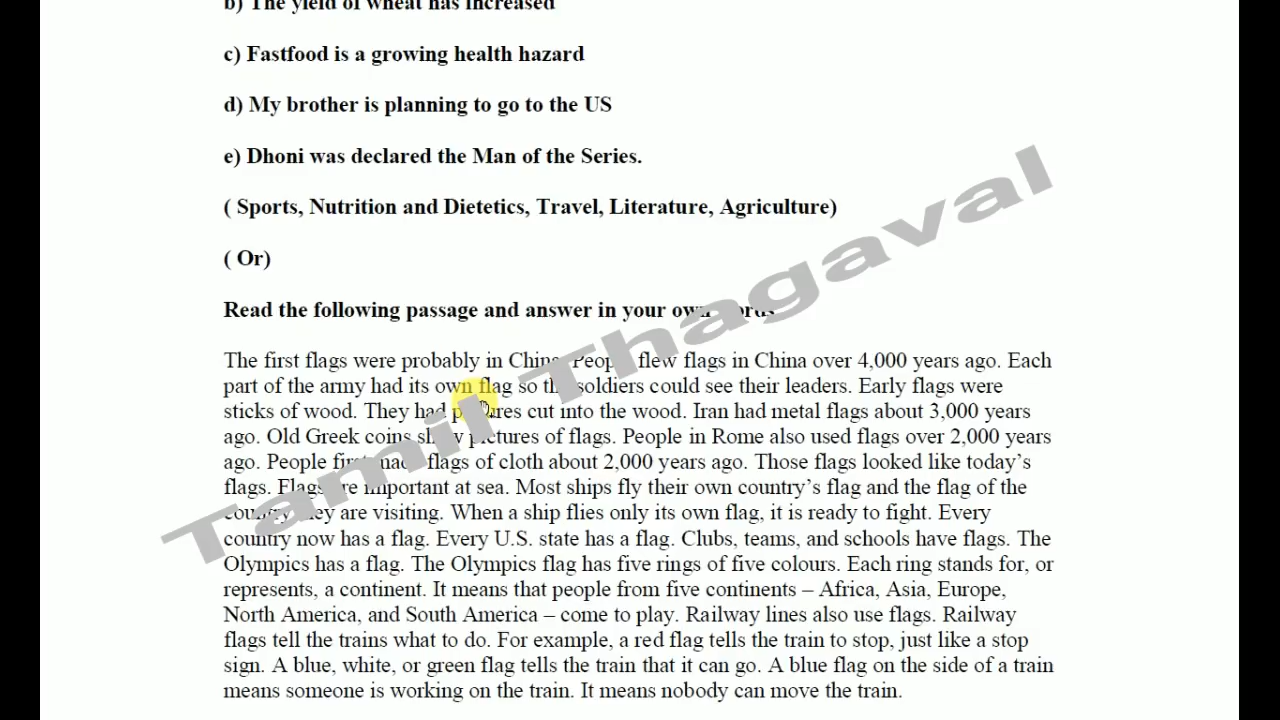 b) The yield of wheat has increased
c) Fastfood is a growing health hazard
d) My brother is planning to go to the US
e) Dhoni was declared the Man of the Series.
( Sports, Nutrition and Dietetics, Travel, Literature, Agriculture)
( Or)
Read the following passage and answer in your own words
The first flags were probably in China. People flew flags in China over 4,000 years ago. Each
part of the army had its own flag so the soldiers could see their leaders. Early flags were
sticks of wood. They had pictures cut into the wood. Iran had metal flags about 3,000 years
ago. Old Greek coins show pictures of flags. People in Rome also used flags over 2,000 years
ago. People first made flags of cloth about 2,000 years ago. Those flags looked like today's
flags. Flags are important at sea. Most ships fly their own country's flag and the flag of the
country they are visiting. When a ship flies only its own flag, it is ready to fight. Every
country now has a flag. Every U.S. state has a flag. Clubs, teams, and schools have flags. The
Olympics has a flag. The Olympics flag has five rings of five colours. Each ring stands for, or
represents, a continent. It means that people from five continents – Africa, Asia, Europe,
North America, and South America – come to play. Railway lines also use flags. Railway
flags tell the trains what to do. For example, a red flag tells the train to stop, just like a stop
sign. A blue, white, or green flag tells the train that it can go. A blue flag on the side of a train
means someone is working on the train. It means nobody can move the train.
Tamil Thagaval